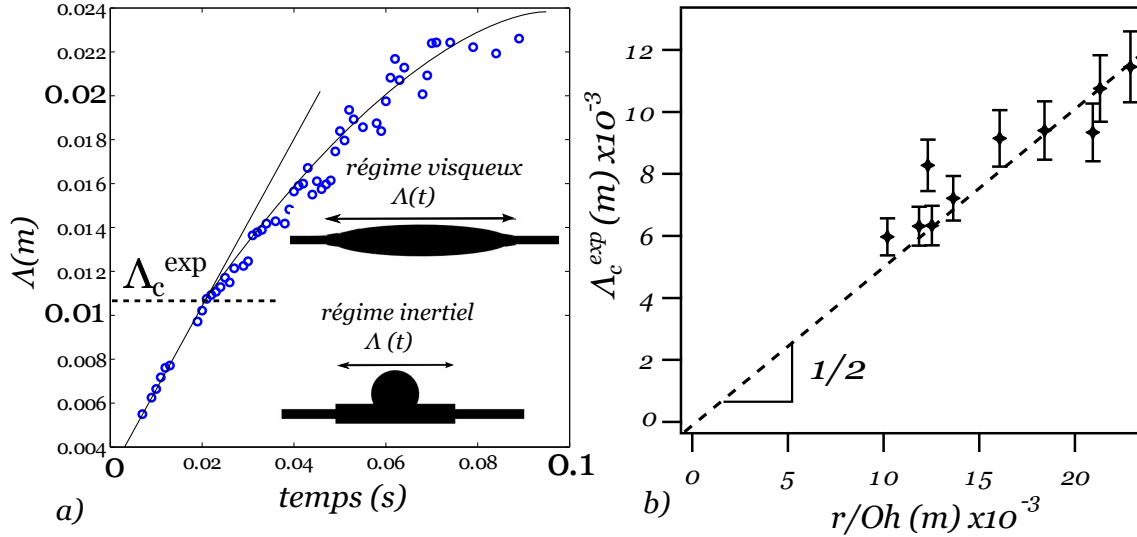 0.024
0.022
0.02
0.018
0.016
0.014
0.012
0.01
0.008
0.006
0.004
Λ(m)
Λc exp
régime visqueux
Λ(t)
régime inertiel
Λ (t)
0
0.02
0.04
0.06
0.08
0.1
temps (s)
a)
12
10
8
6
4
2
0
Λc^exp (m) x10^-3
1/2
0
5
10
15
20
r/Oh (m) x10^-3
b)